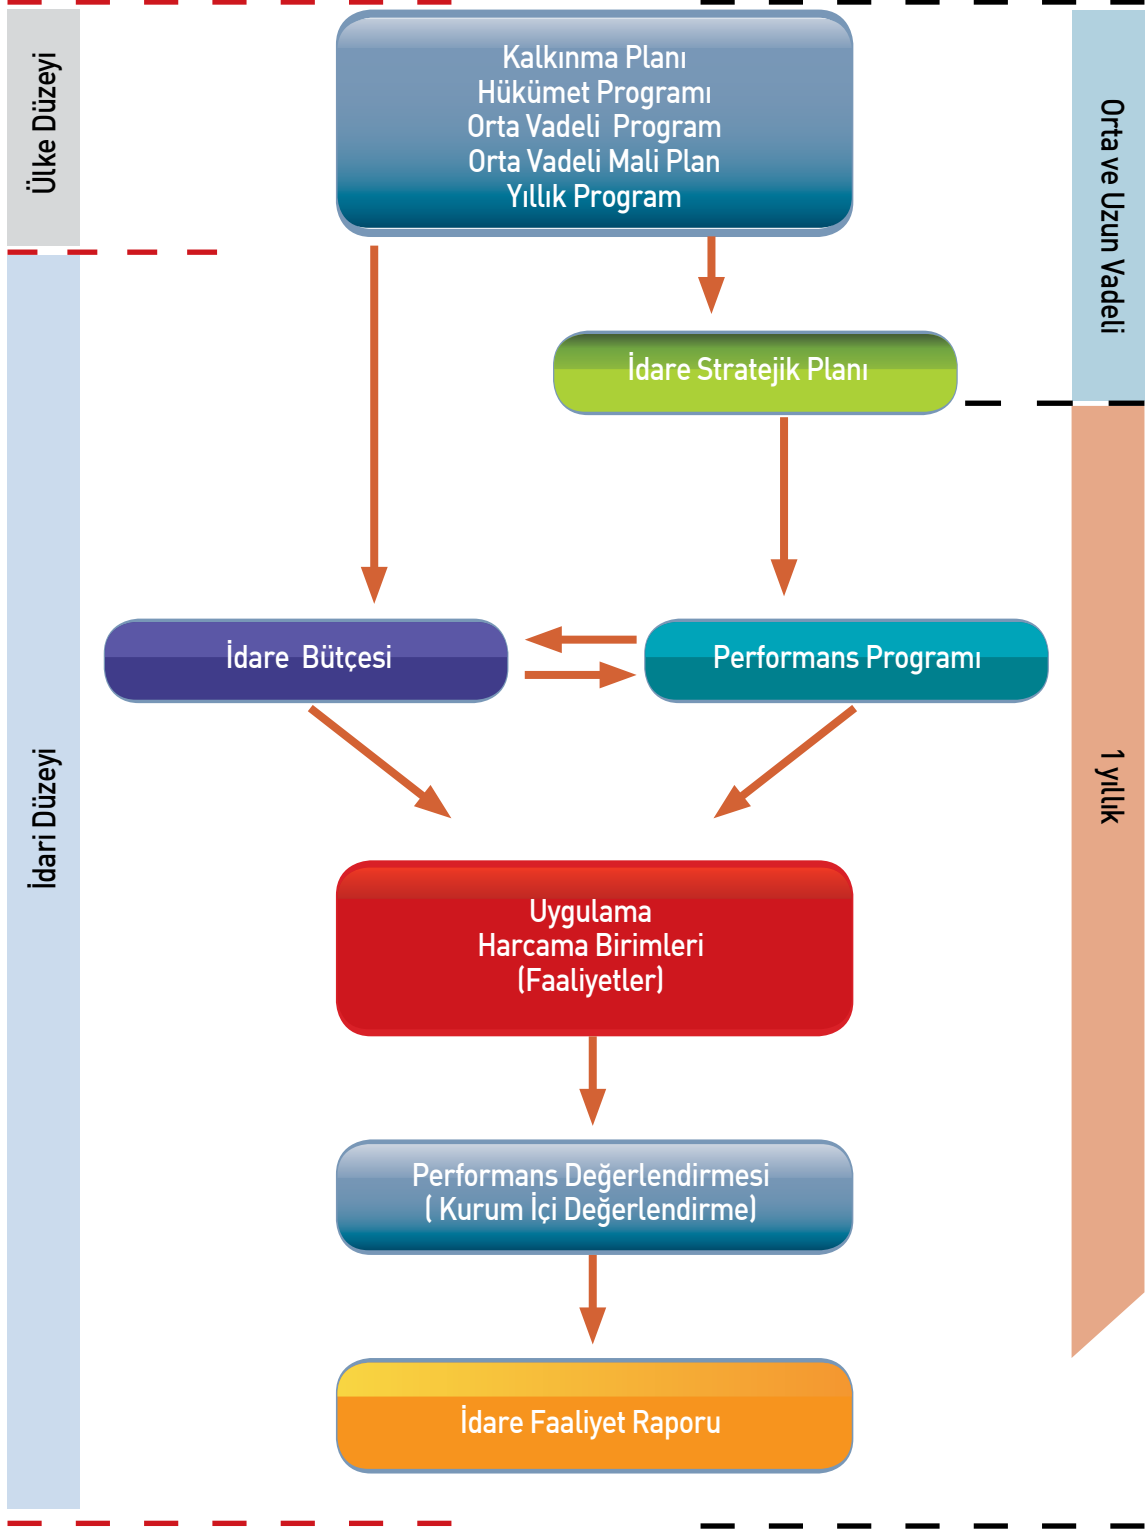 Ülke Düzeyi
Kalkınma Planı
Hükümet Programı
Orta Vadeli  Program
Orta Vadeli Mali Plan
Yıllık Program
Orta ve Uzun Vadeli
İdare Stratejik Planı
İdare  Bütçesi
Performans Programı
İdari Düzeyi
1 yıllık
Uygulama
Harcama Birimleri
(Faaliyetler)
Performans Değerlendirmesi
( Kurum İçi Değerlendirme)
İdare Faaliyet Raporu